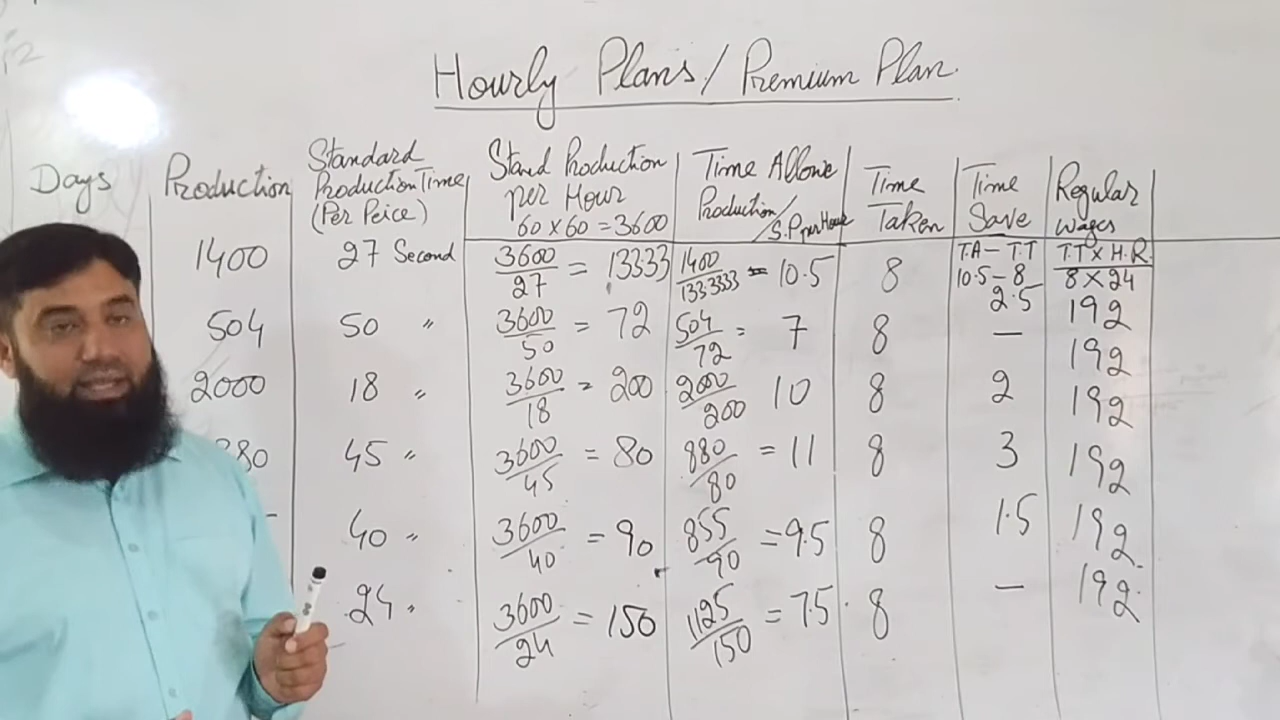 Hourly Plans / Premium Plan.
Days Production Standard Production Time (Per Peice) Stand Production per Hour 60 x 60 = 3600 Time Allowe Production / S.P per Hour Time Taken Time Save Regular wages
1400 27 Second 3600/27 = 133.33 1400/133.3333 = 10.5 8 T.A - T.T 10.5 - 8 2.5 T.T x H.R. 8 x 24 192
504 50 " 3600/50 = 72 504/72 = 7 8 — 192
2000 18 " 3600/18 = 200 2000/200 10 8 2 192
80 45 " 3600/45 = 80 880/80 = 11 8 3 192
40 " 3600/40 = 90 855/90 = 9.5 8 1.5 192
24 " 3600/24 = 150 1125/150 = 7.5 8 — 192